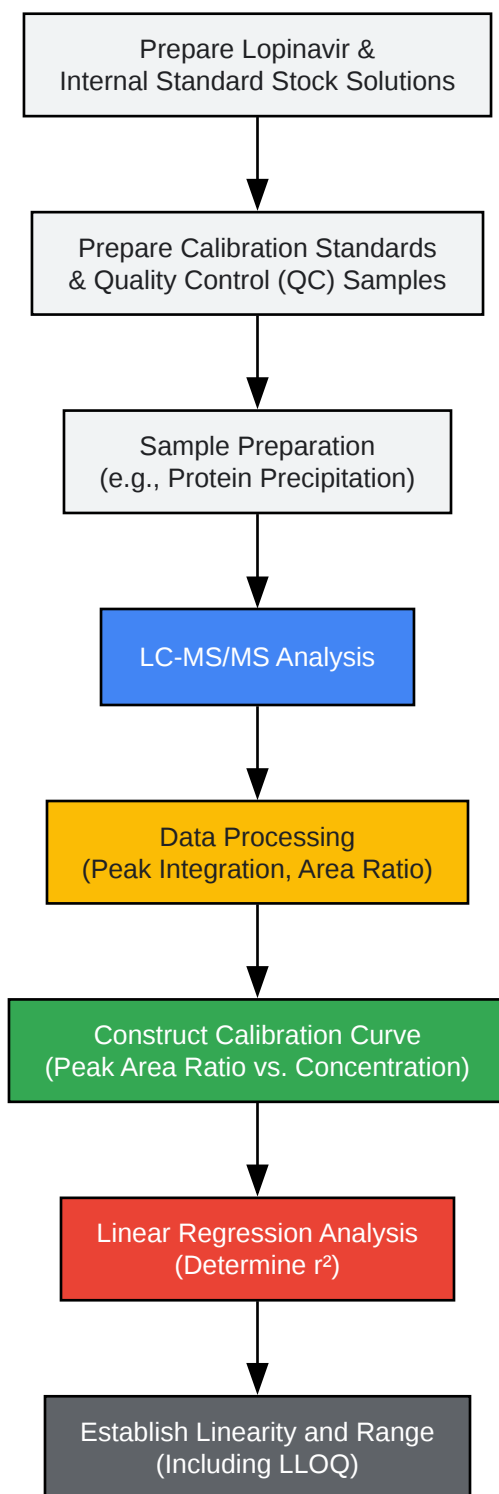 Prepare Lopinavir &
Internal Standard Stock Solutions
Prepare Calibration Standards
& Quality Control (QC) Samples
Sample Preparation
(e.g., Protein Precipitation)
LC-MS/MS Analysis
Data Processing
(Peak Integration, Area Ratio)
Construct Calibration Curve
(Peak Area Ratio vs. Concentration)
Linear Regression Analysis
(Determine r²)
Establish Linearity and Range
(Including LLOQ)